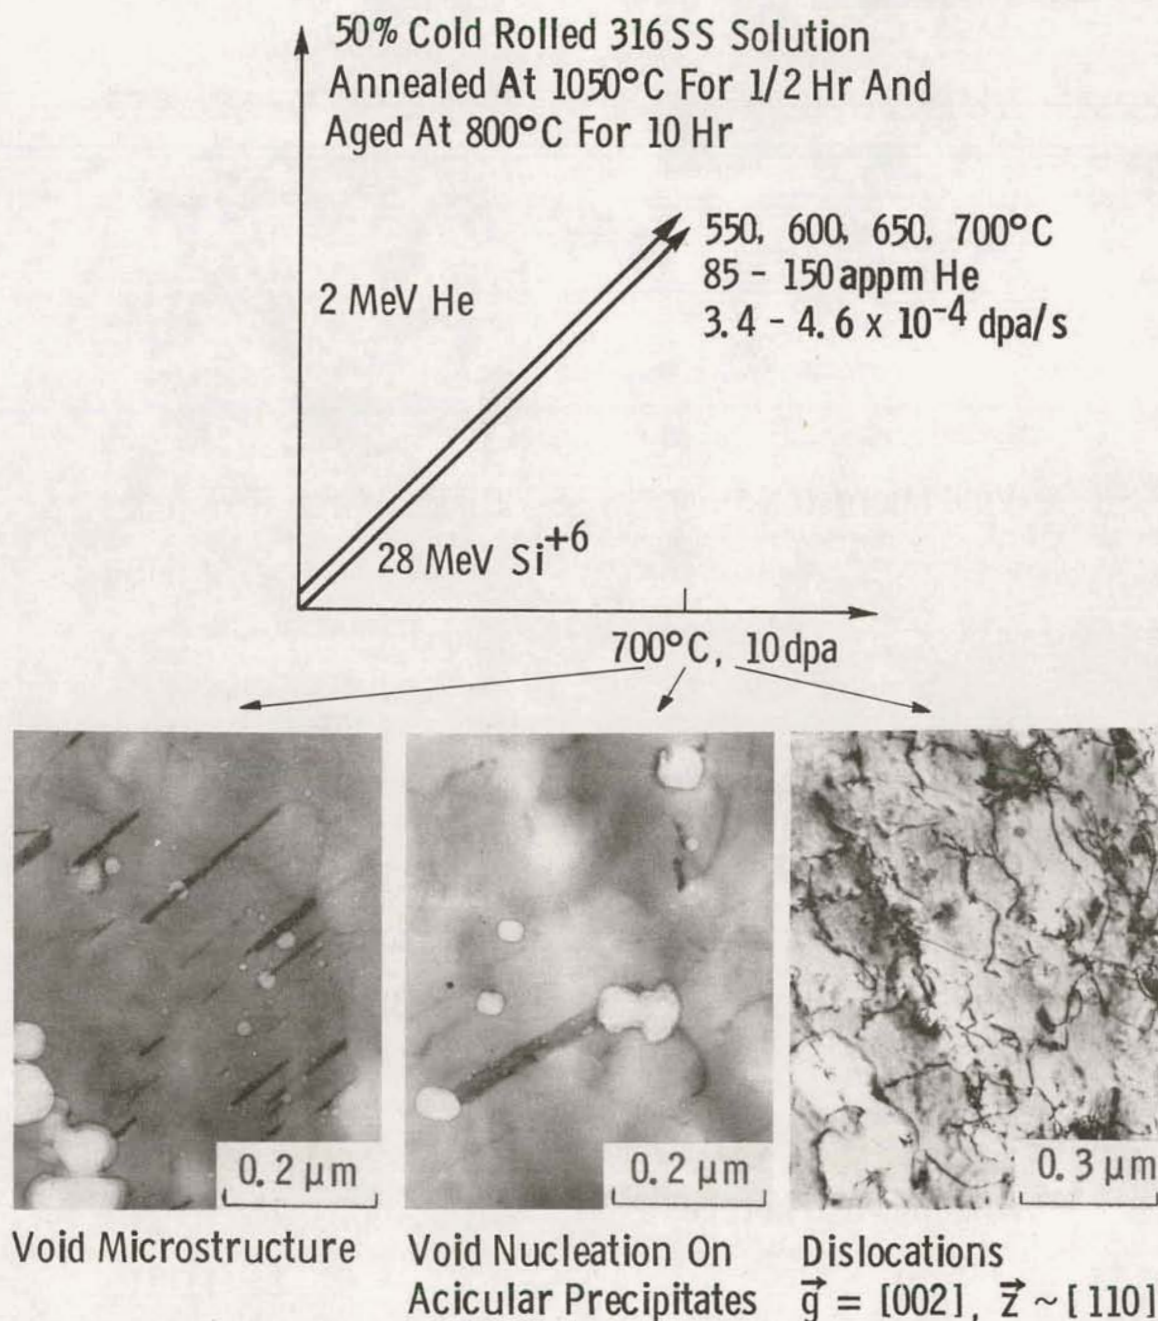 50% Cold Rolled 316 SS Solution
Annealed At 1050°C For 1/2 Hr And
Aged At 800°C For 10 Hr
550, 600, 650, 700°C
85 - 150 appm He
3.4 - 4.6 x 10⁻⁴ dpa/s
2 MeV He
28 MeV Si⁺⁶
700°C, 10 dpa
0.2 μm
0.2 μm
0.3 μm
Void Microstructure
Void Nucleation On
Acicular Precipitates
Dislocations
g⃗ = [002], z⃗ ~ [110]